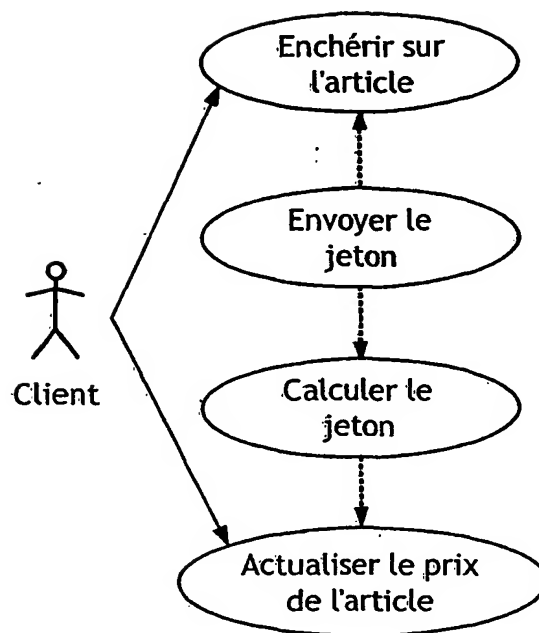 Enchérir sur
l'article
Envoyer le
jeton
Client
Calculer le
jeton
Actualiser le prix
de l'article